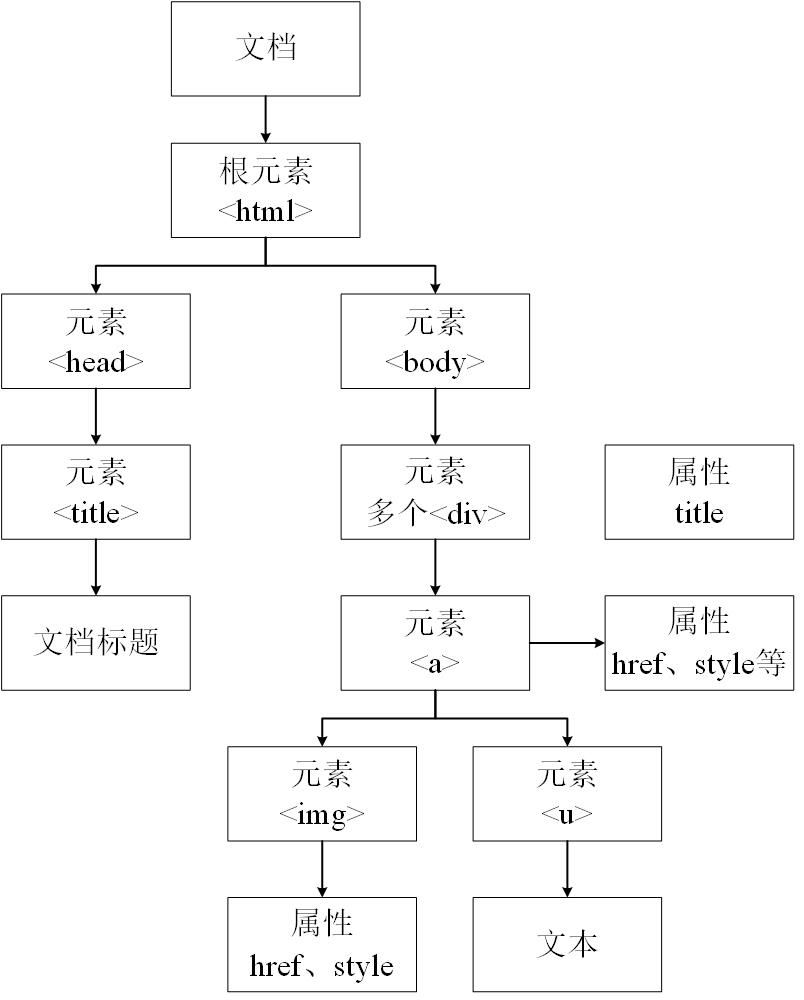 文档
根元素
<html>
元素
<head>
元素
<body>
元素
<title>
元素
多个<div>
属性
title
文档标题
元素
<a>
属性
href、style等
元素
<img>
元素
<u>
属性
href、style
文本